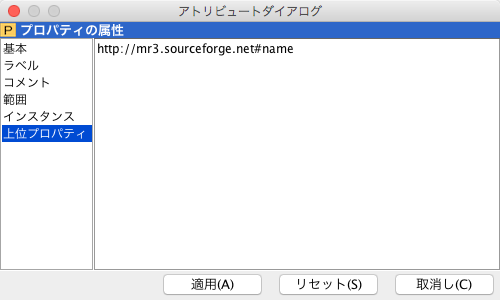 アトリビュートダイアログ
P プロパティの属性
基本
ラベル
コメント
範囲
インスタンス
上位プロパティ
http://mr3.sourceforge.net#name
適用(A)
リセット(S)
取消し(C)